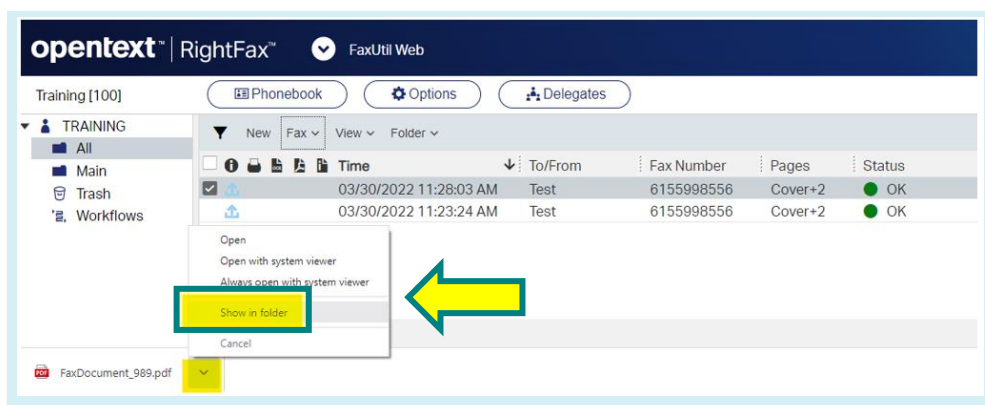 opentext™ | RightFax™ FaxUtil Web
Training [100] Phonebook Options Delegates
TRAINING
All
Main
Trash
Workflows
New Fax View Folder
Time To/From Fax Number Pages Status
03/30/2022 11:28:03 AM Test 6155998556 Cover+2 OK
03/30/2022 11:23:24 AM Test 6155998556 Cover+2 OK
Open
Open with system viewer
Always open with system viewer
Show in folder
Cancel
PDF FaxDocument_989.pdf